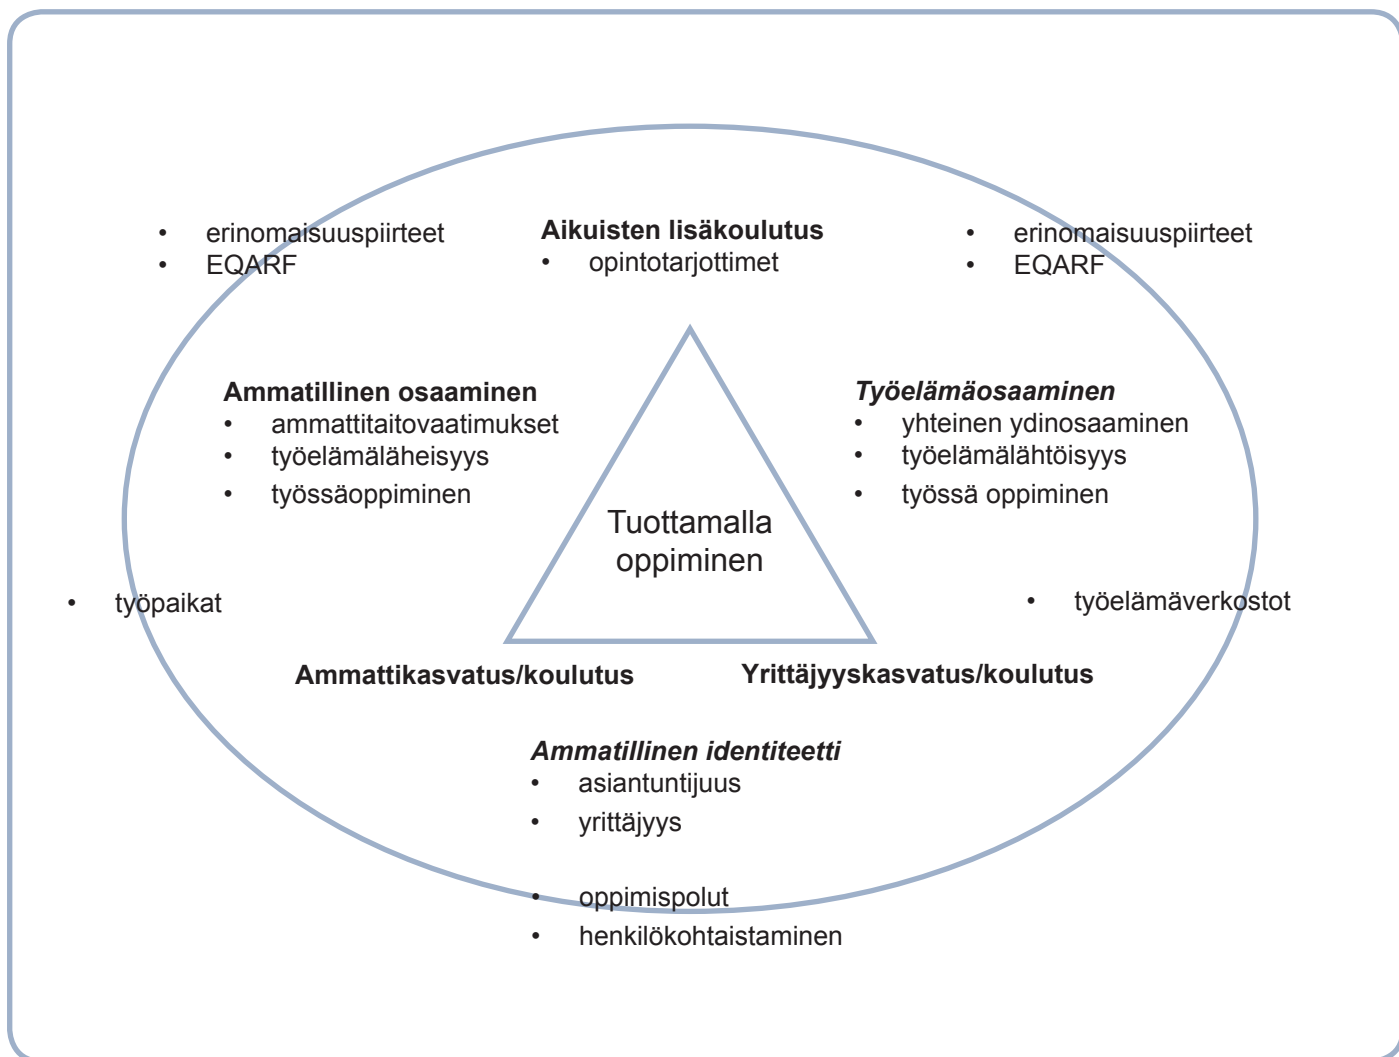 • erinomaisuuspiirteet
• EQARF
Aikuisten lisäkoulutus
• opintotarjottimet
• erinomaisuuspiirteet
• EQARF
Ammatillinen osaaminen
• ammattitaitovaatimukset
• työelämäläheisyys
• työssäoppiminen
Työelämäosaaminen
• yhteinen ydinosaaminen
• työelämälähtöisyys
• työssä oppiminen
Tuottamalla
oppiminen
• työpaikat
• työelämäverkostot
Ammattikasvatus/koulutus
Yrittäjyyskasvatus/koulutus
Ammatillinen identiteetti
• asiantuntijuus
• yrittäjyys
• oppimispolut
• henkilökohtaistaminen